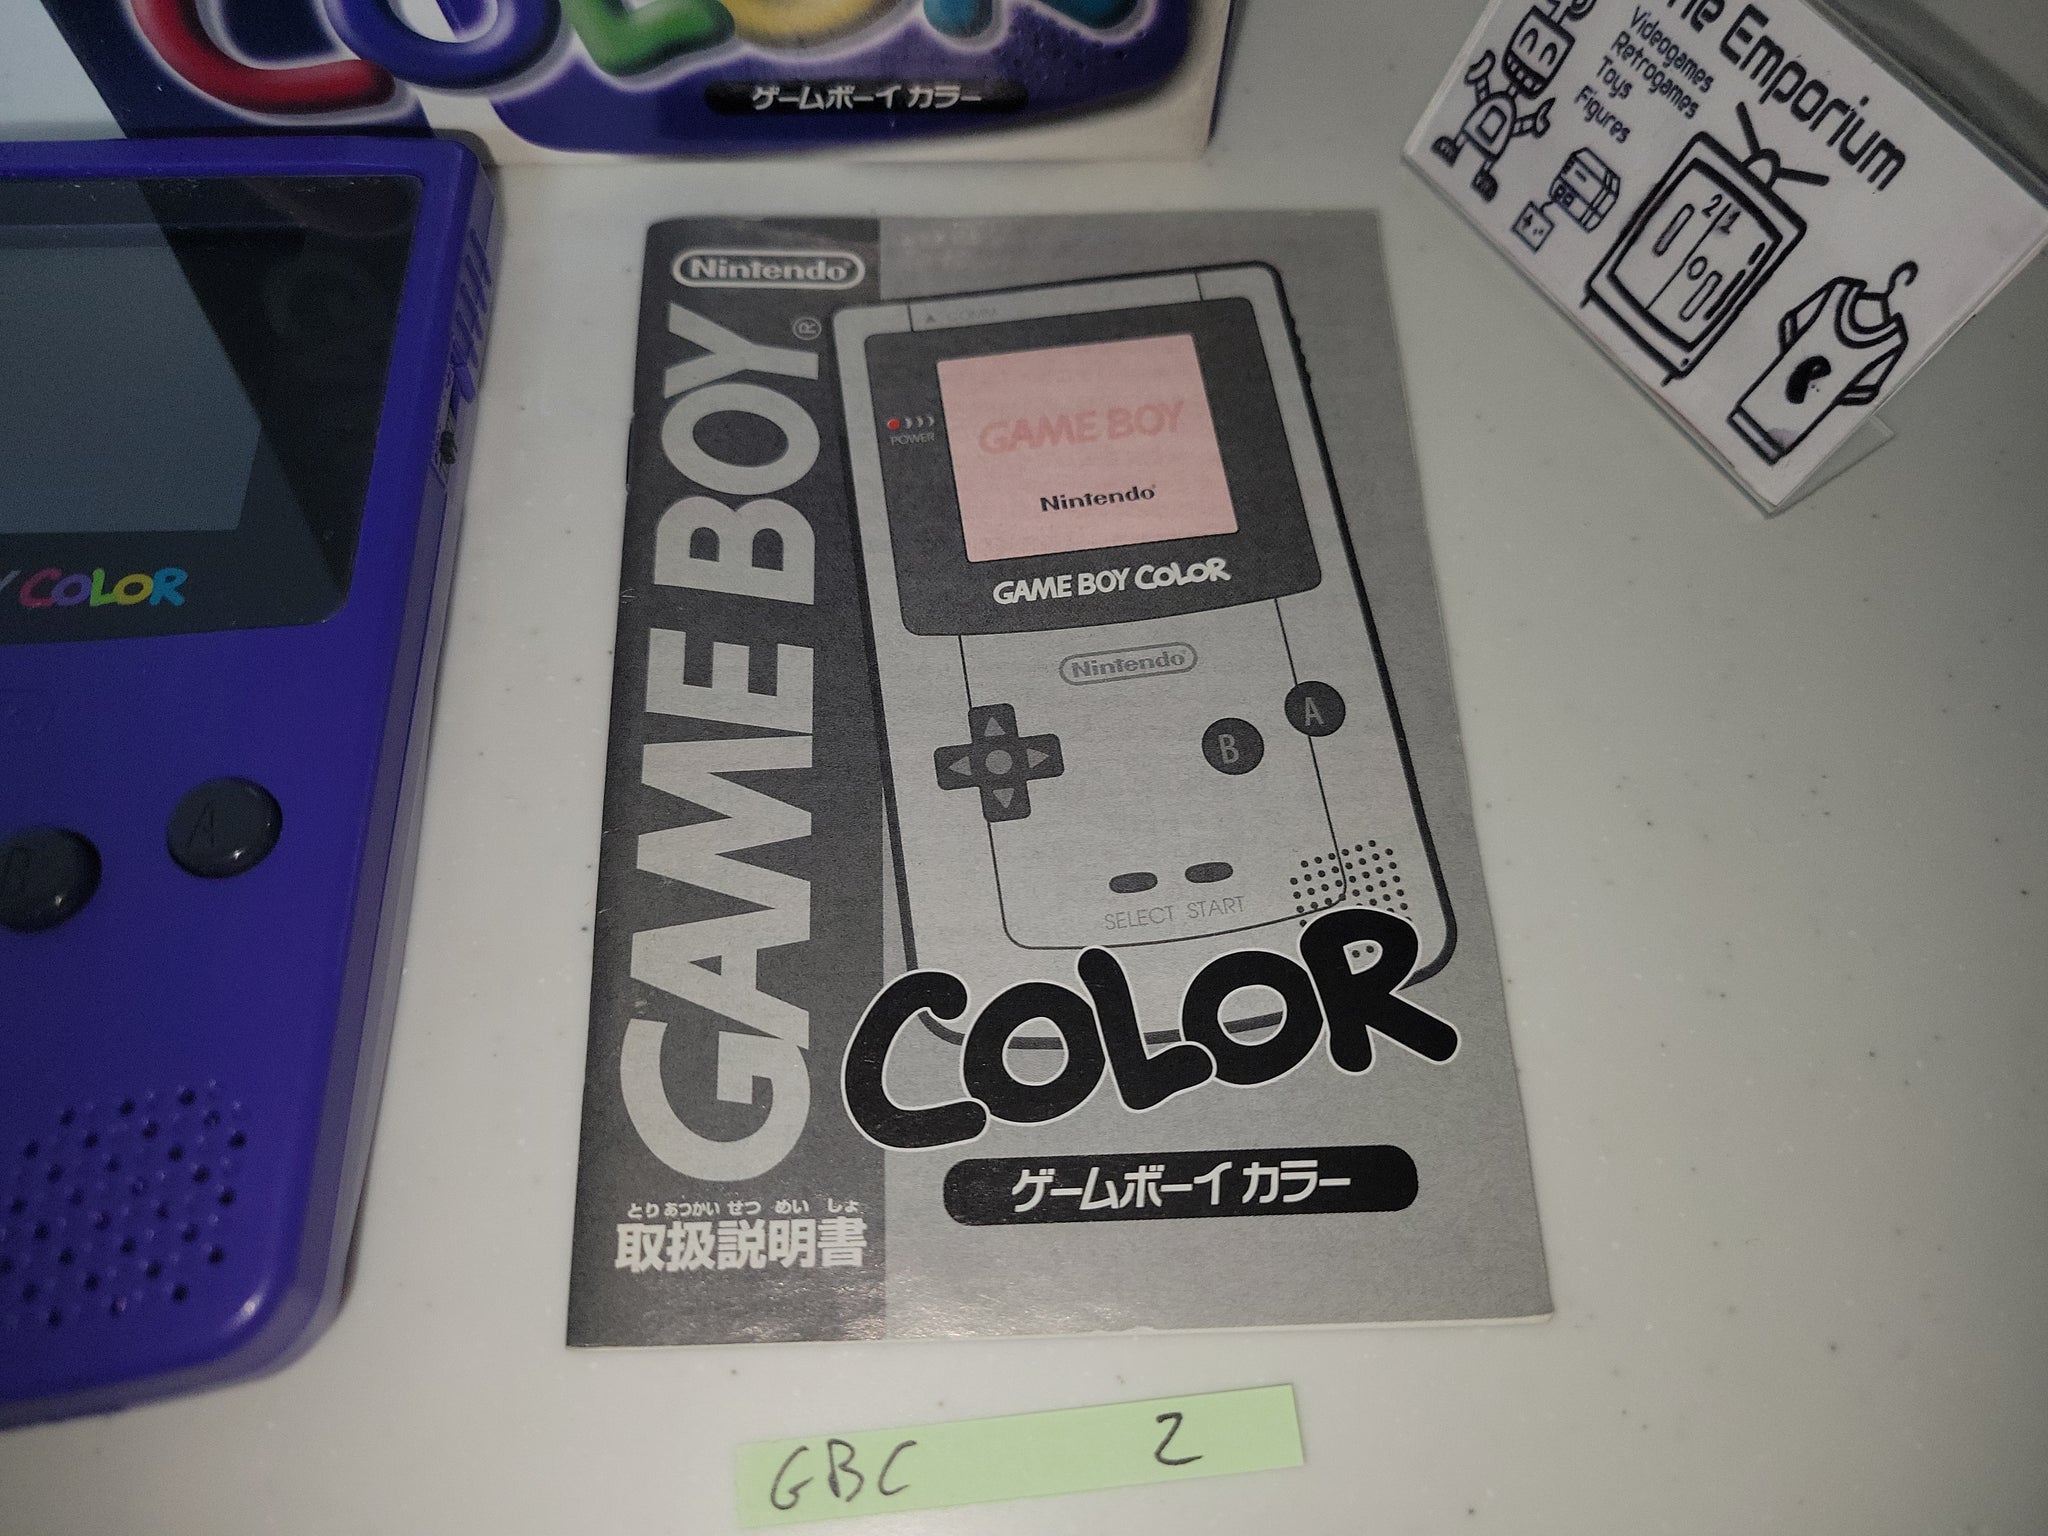 COLOR
ゲームボーイ カラー
Emporium
Videogames
Retrogames
Toys
Figures
21
COLOR
A
B
Nintendo®
GAME BOY®
COMM
POWER
GAME BOY
Nintendo®
GAME BOY COLOR
Nintendo®
A
B
SELECT START
COLOR
ゲームボーイ カラー
とり あつかい せつ めい しょ
取扱説明書
GBC 2